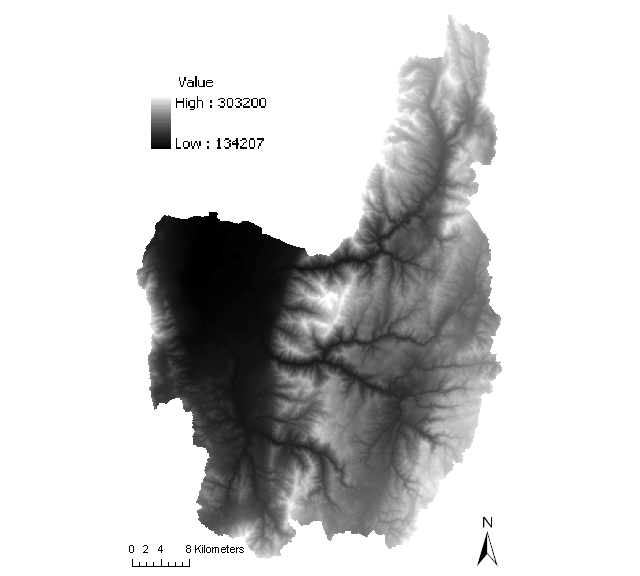 Value
High : 303200
Low : 134207
N
0 2 4 8 Kilometers